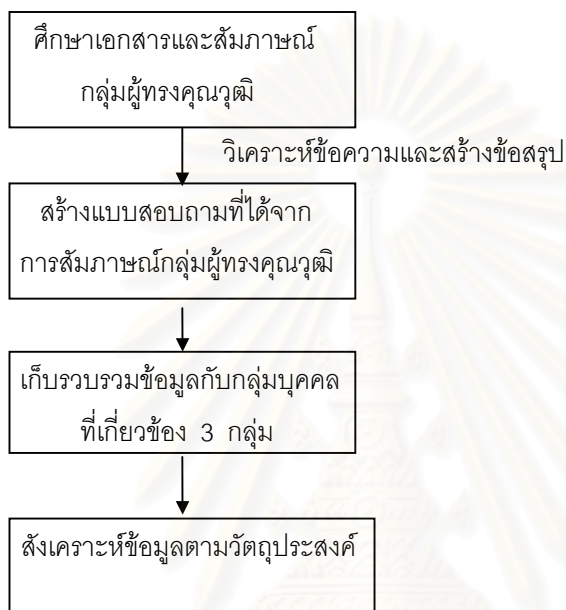 ศึกษาเอกสารและสัมภาษณ์
กลุ่มผู้ทรงคุณวุฒิ
วิเคราะห์ข้อความและสร้างข้อสรุป
สร้างแบบสอบถามที่ได้จาก
การสัมภาษณ์กลุ่มผู้ทรงคุณวุฒิ
เก็บรวบรวมข้อมูลกับกลุ่มบุคคล
ที่เกี่ยวข้อง 3 กลุ่ม
สังเคราะห์ข้อมูลตามวัตถุประสงค์